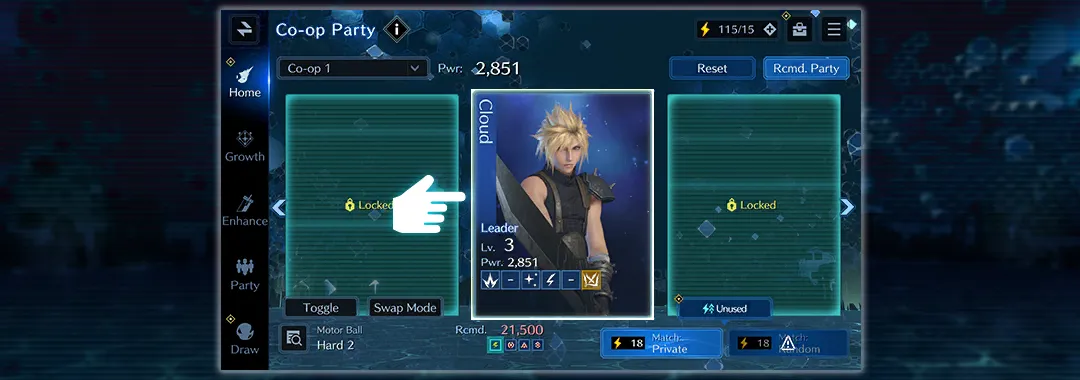 Co-op Party
i
115/15
Co-op 1
Pwr: 2,851
Reset
Rcmd. Party
Home
Growth
Enhance
Party
Draw
Locked
Cloud
Leader
Lv. 3
Pwr. 2,851
Locked
Toggle
Swap Mode
Unused
Motor Ball
Hard 2
Rcmd. 21,500
18
Match:
Private
18
Match:
Random